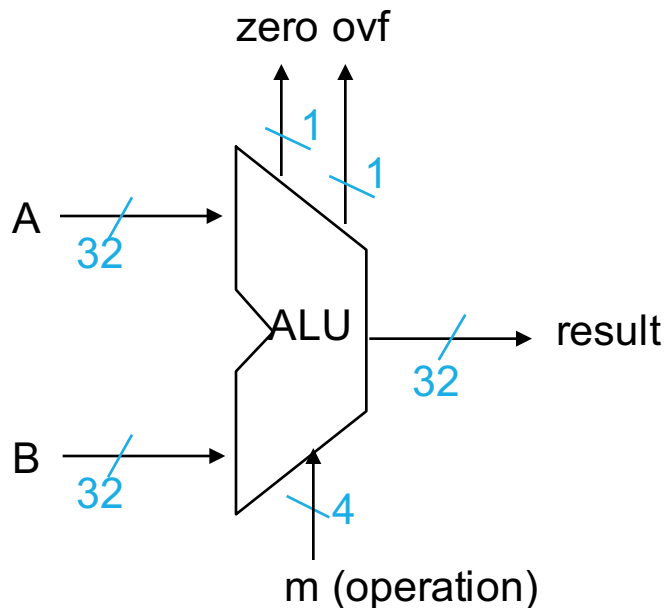 zero ovf
1
1
A
32
ALU
result
32
B
32
4
m (operation)